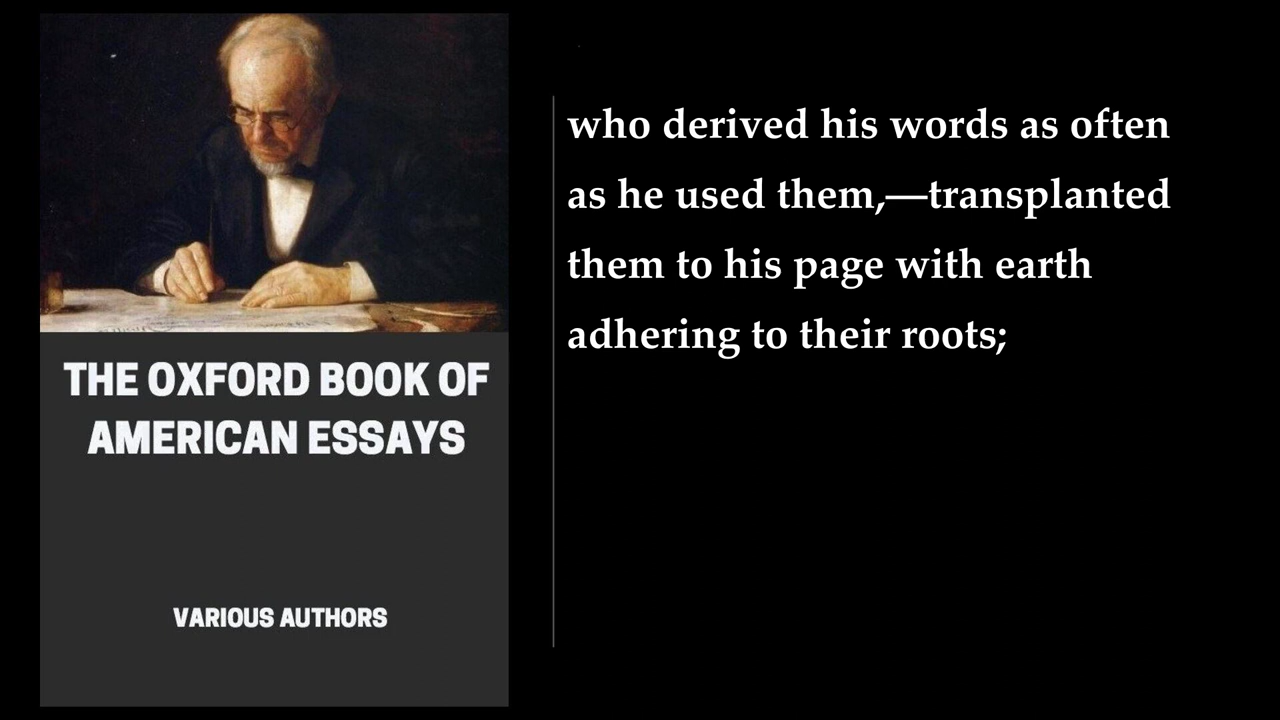 THE OXFORD BOOK OF
AMERICAN ESSAYS
VARIOUS AUTHORS
who derived his words as often
as he used them,—transplanted
them to his page with earth
adhering to their roots;